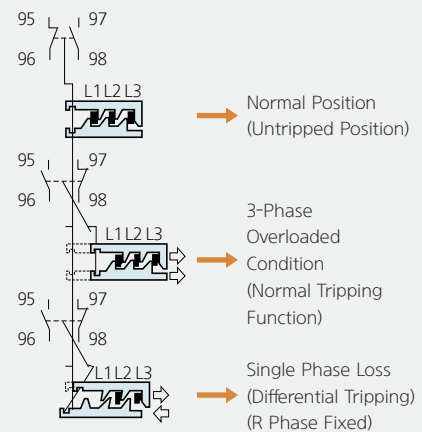 95 97
96 98
L1 L2 L3
Normal Position
(Untripped Position)
95 97
96 98
L1 L2 L3
3-Phase
Overloaded
Condition
(Normal Tripping
Function)
95 97
96 98
L1 L2 L3
Single Phase Loss
(Differential Tripping)
(R Phase Fixed)